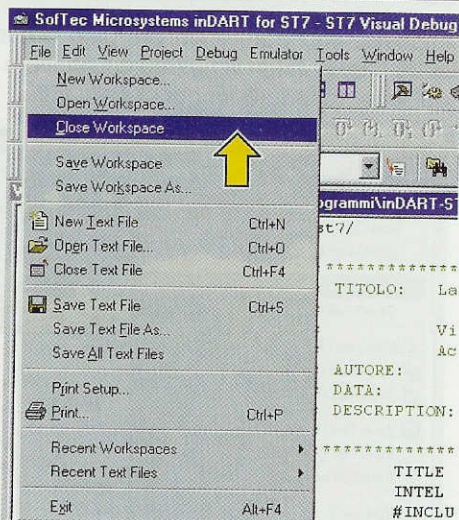 SofTec Microsystems inDART for ST7 - ST7 Visual Debug
File Edit View Project Debug Emulator Tools Window Help
New Workspace...
Open Workspace...
Close Workspace
Save Workspace
Save Workspace As...
New Text File Ctrl+N
Open Text File... Ctrl+O
Close Text File Ctrl+F4
Save Text File Ctrl+S
Save Text File As...
Save All Text Files
Print Setup...
Print... Ctrl+P
Recent Workspaces
Recent Text Files
Exit Alt+F4
ogrammi\inDART-ST
st7/
*************
TITOLO: La
Vi
Ac
AUTORE:
DATA:
DESCRIPTION:
*************
TITLE
INTEL
#INCLU